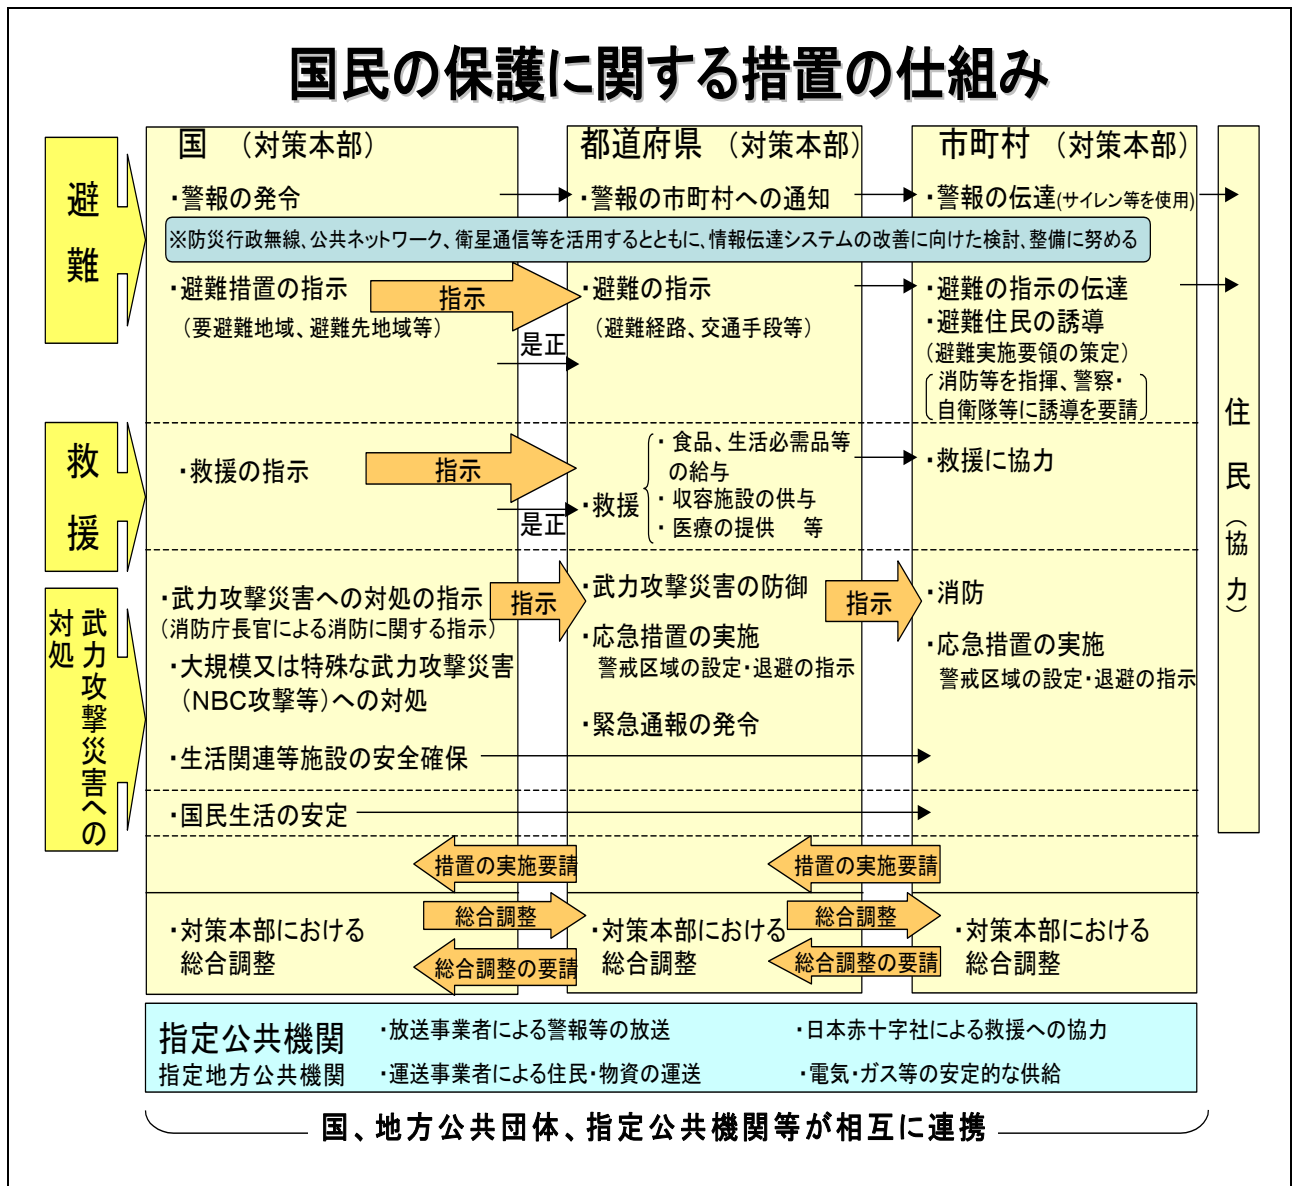 国民の保護に関する措置の仕組み
避難
国（対策本部）
都道府県（対策本部）
市町村（対策本部）
・警報の発令
・警報の市町村への通知
・警報の伝達(サイレン等を使用)
※防災行政無線、公共ネットワーク、衛星通信等を活用するとともに、情報伝達システムの改善に向けた検討、整備に努める
・避難措置の指示
（要避難地域、避難先地域等）
指示
是正
・避難の指示
（避難経路、交通手段等）
・避難の指示の伝達
・避難住民の誘導
（避難実施要領の策定）
消防等を指揮、警察・
自衛隊等に誘導を要請
救援
・救援の指示
指示
是正
・救援
・食品、生活必需品等
の給与
・収容施設の供与
・医療の提供　等
・救援に協力
武力攻撃災害への
対処
・武力攻撃災害への対処の指示
（消防庁長官による消防に関する指示）
・大規模又は特殊な武力攻撃災害
（NBC攻撃等）への対処
・生活関連等施設の安全確保
指示
・武力攻撃災害の防御
・応急措置の実施
警戒区域の設定・退避の指示
・緊急通報の発令
指示
・消防
・応急措置の実施
警戒区域の設定・退避の指示
・国民生活の安定
措置の実施要請
措置の実施要請
・対策本部における
総合調整
総合調整
総合調整の要請
・対策本部における
総合調整
総合調整
総合調整の要請
・対策本部における
総合調整
住民（協力）
指定公共機関
指定地方公共機関
・放送事業者による警報等の放送
・日本赤十字社による救援への協力
・運送事業者による住民・物資の運送
・電気・ガス等の安定的な供給
国、地方公共団体、指定公共機関等が相互に連携